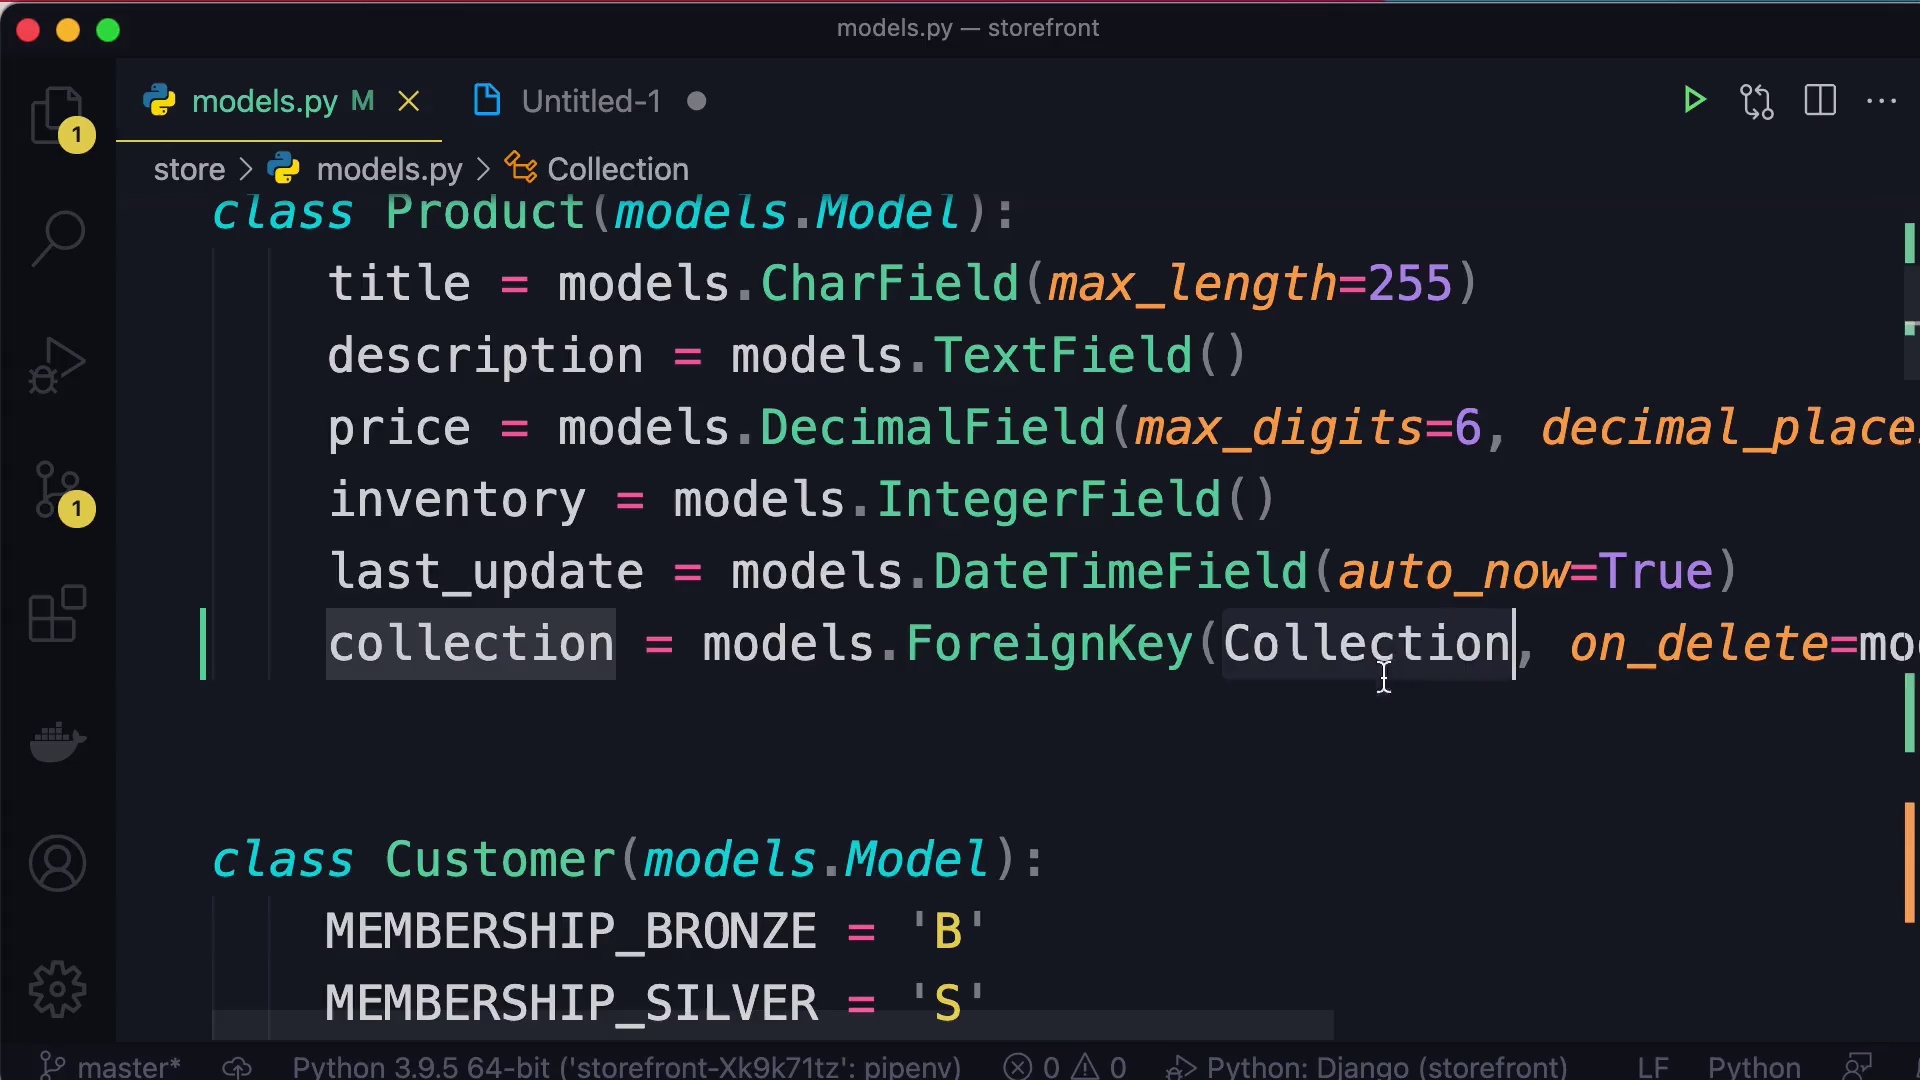 models.py — storefront
models.py M
Untitled-1
1
store > models.py > Collection
class Product(models.Model):
title = models.CharField(max_length=255)
description = models.TextField()
price = models.DecimalField(max_digits=6, decimal_place
inventory = models.IntegerField()
1
last_update = models.DateTimeField(auto_now=True)
collection = models.ForeignKey(Collection, on_delete=mo
class Customer(models.Model):
MEMBERSHIP_BRONZE = 'B'
MEMBERSHIP_SILVER = 'S'
master* Python 3.9.5 64-bit ('storefront-Xk9k71tz': pipenv) 0 0 Python: Django (storefront) LF Python